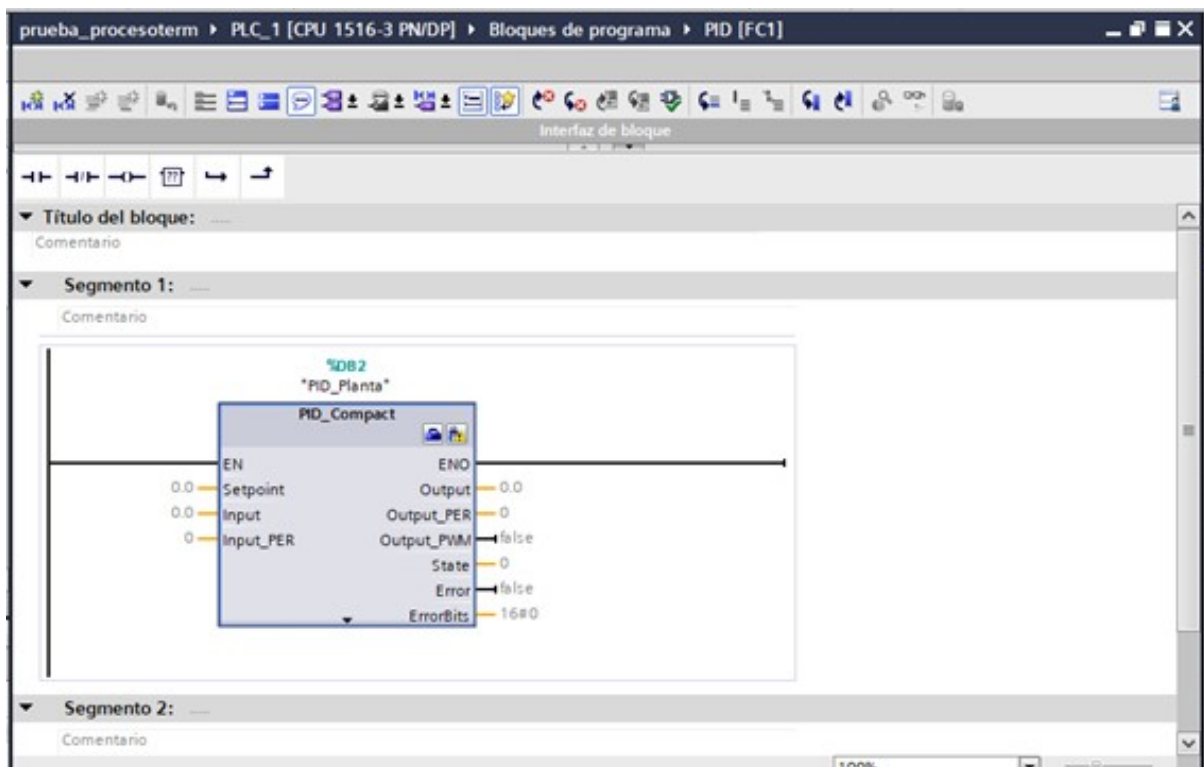 prueba_procesoterm ▸ PLC_1 [CPU 1516-3 PN/DP] ▸ Bloques de programa ▸ PID [FC1]
Interfaz de bloque
??
Título del bloque: .....
Comentario
Segmento 1: .....
Comentario
%DB2
"PID_Planta"
PID_Compact
EN ENO
0.0 Setpoint Output 0.0
0.0 Input Output_PER 0
0 Input_PER Output_PWM false
State 0
Error false
ErrorBits 16#0
Segmento 2: .....
Comentario
100%